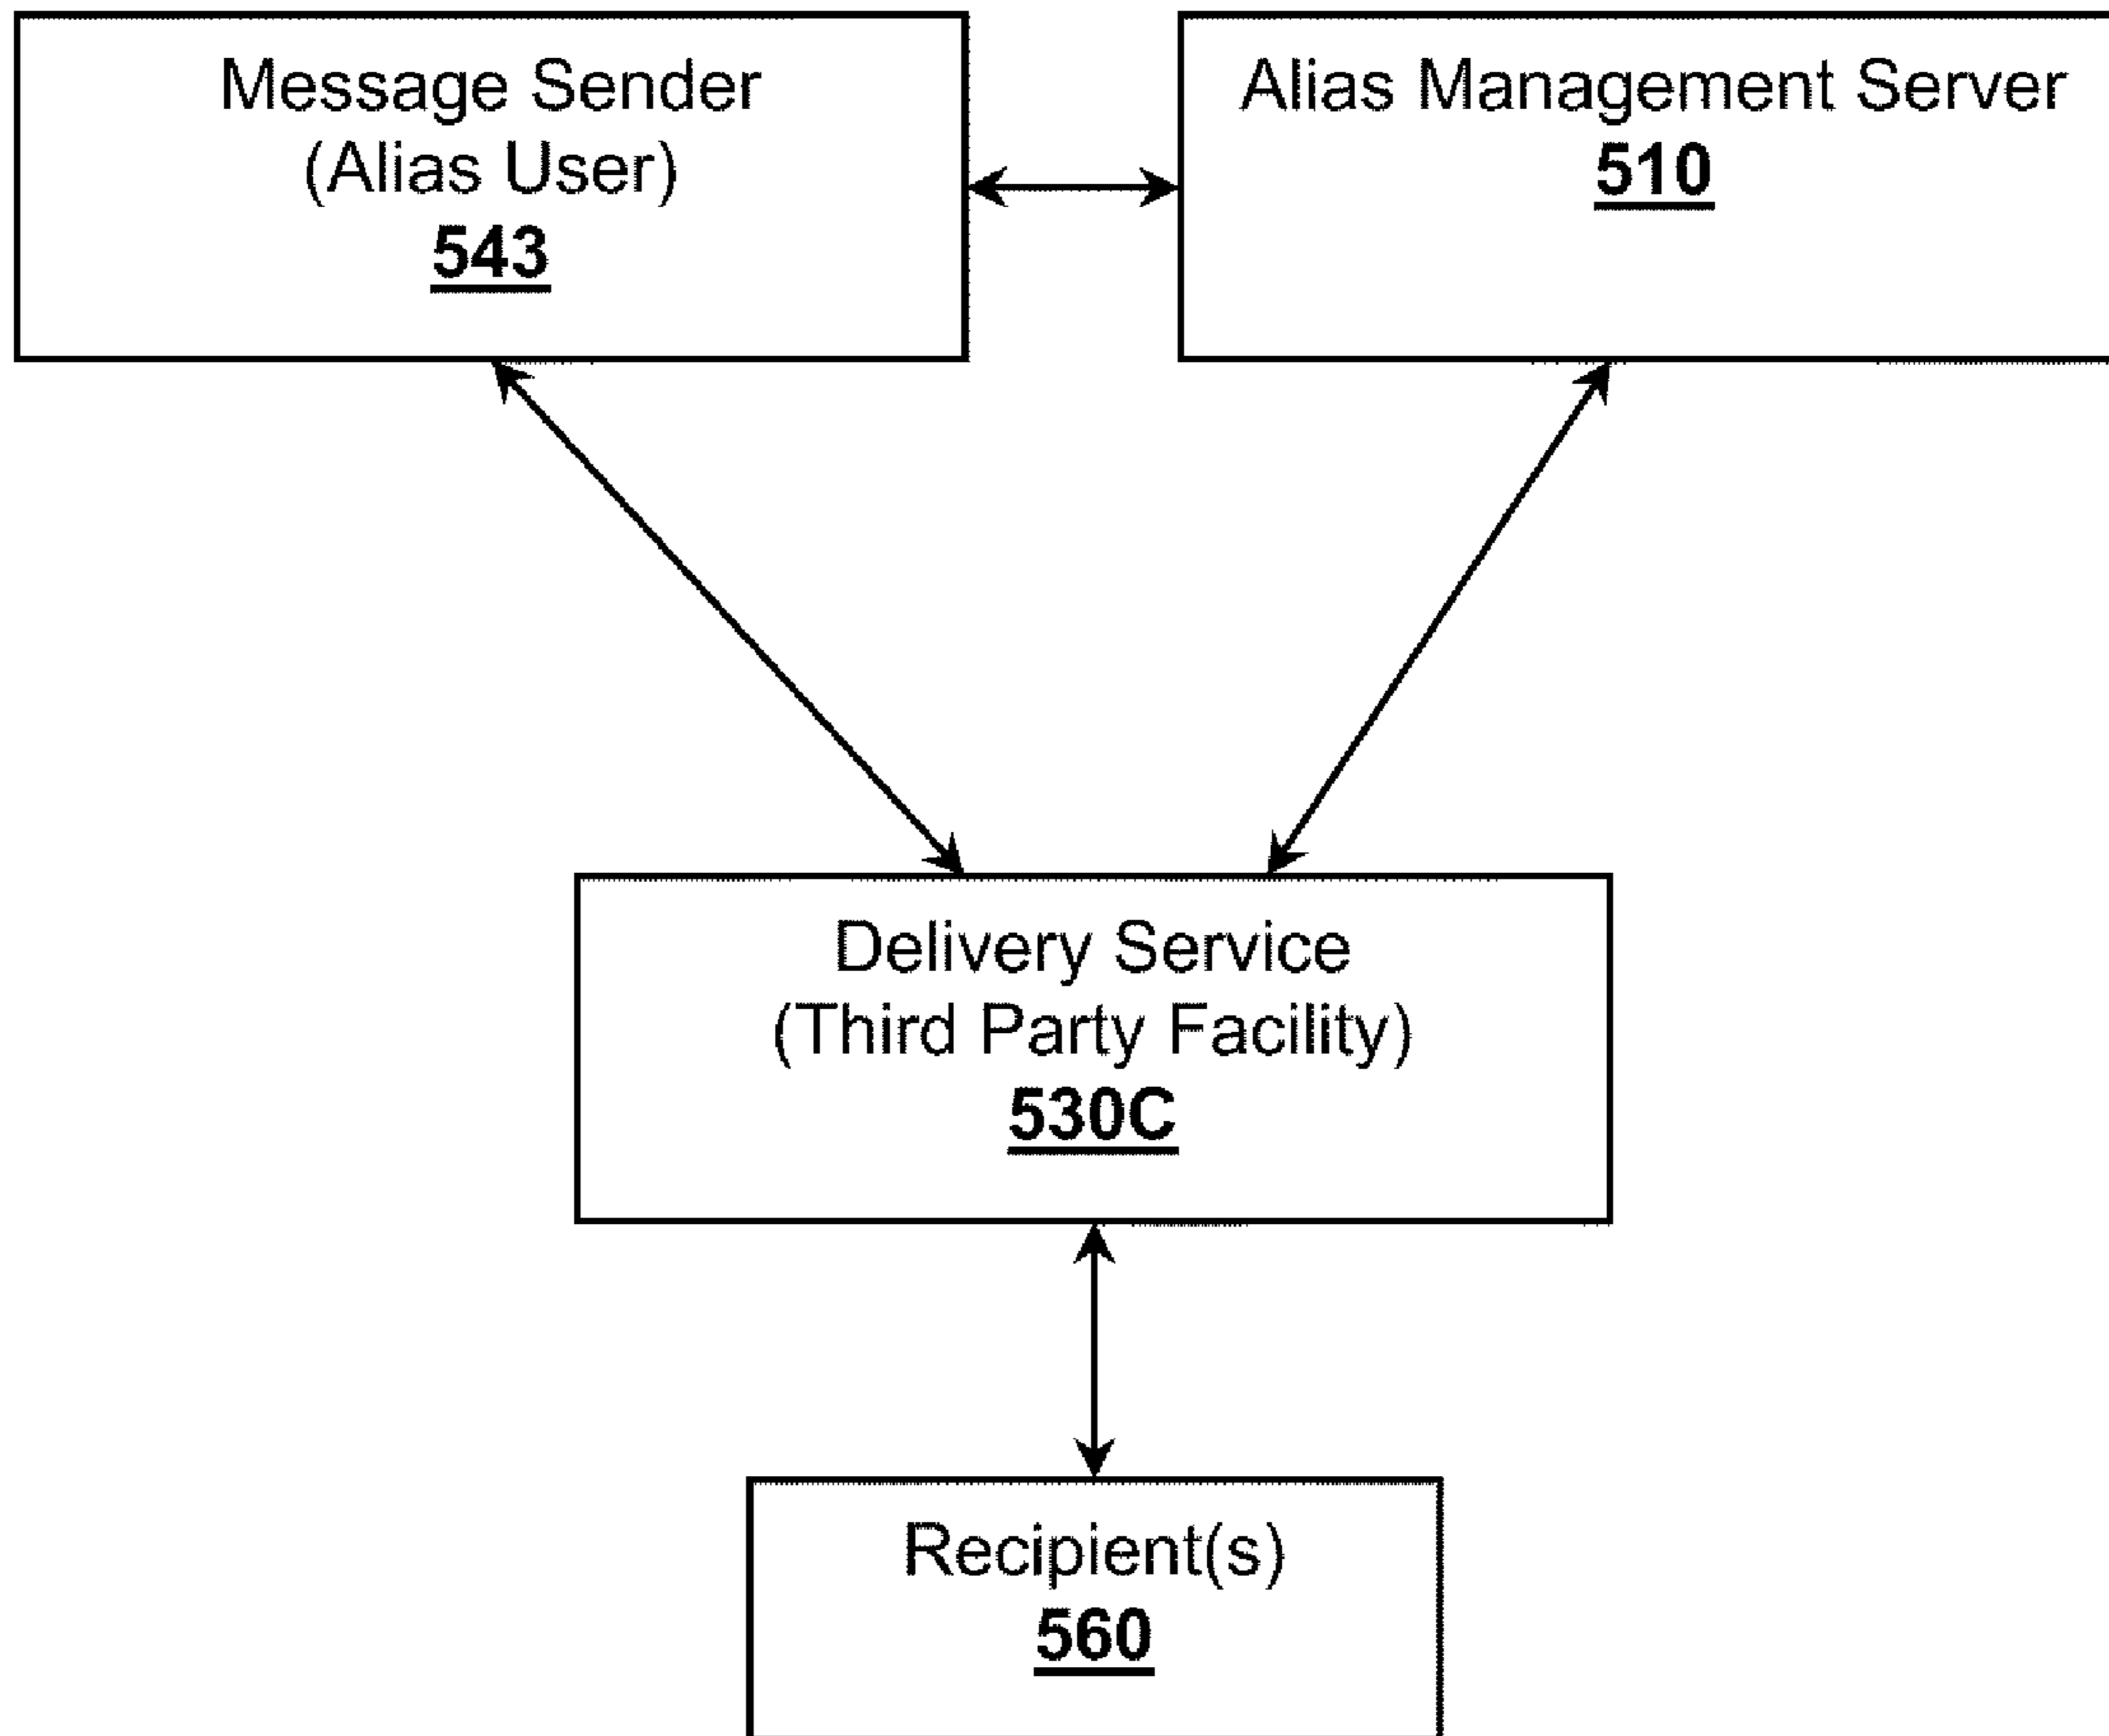 Message Sender
(Alias User)
543
Alias Management Server
510
Delivery Service
(Third Party Facility)
530C
Recipient(s)
560